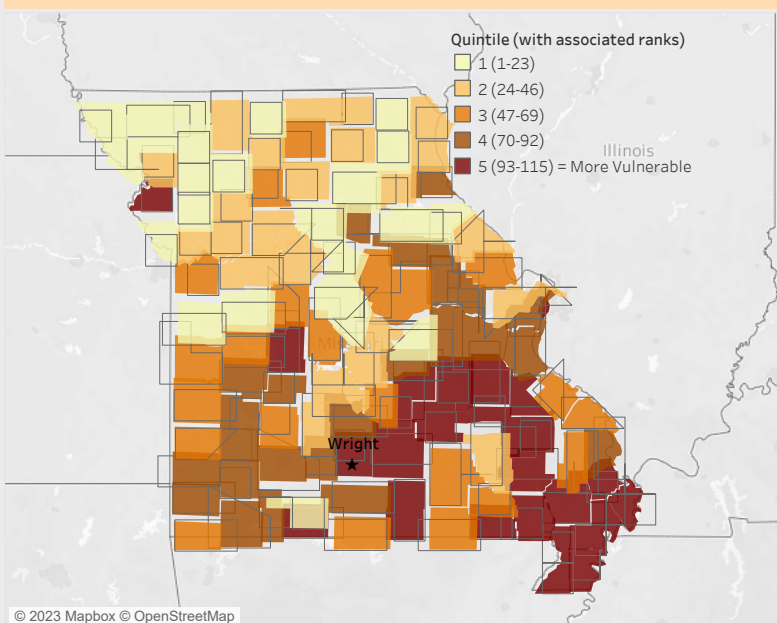 Quintile (with associated ranks)
1 (1-23)
2 (24-46)
3 (47-69)
4 (70-92)
5 (93-115) = More Vulnerable
Illinois
Wright
© 2023 Mapbox © OpenStreetMap